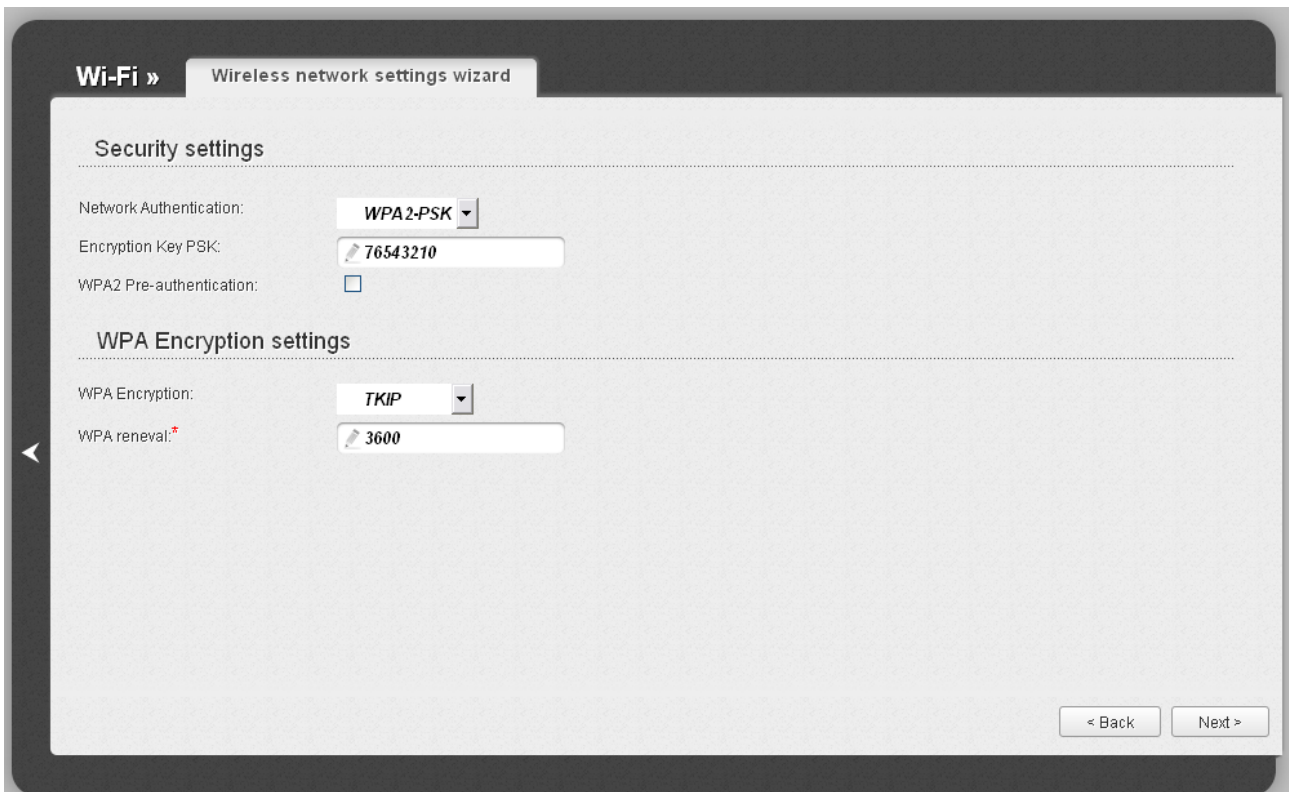 Wi-Fi » Wireless network settings wizard
Security settings
Network Authentication: WPA2-PSK
Encryption Key PSK: 76543210
WPA2 Pre-authentication:
WPA Encryption settings
WPA Encryption: TKIP
WPA reneval:* 3600
< Back Next >